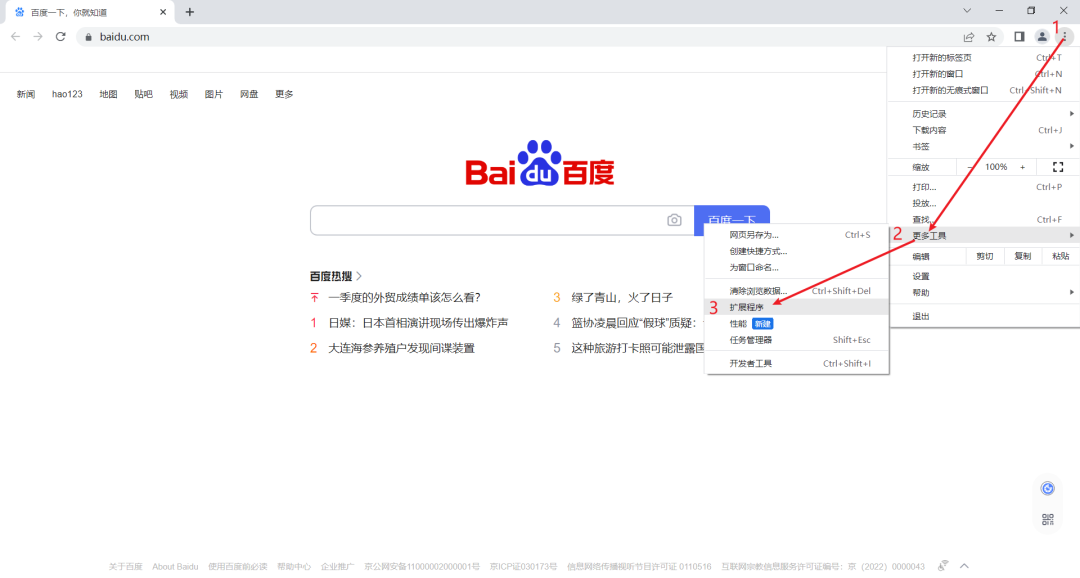 百度一下，你就知道
baidu.com
1
新闻 hao123 地图 贴吧 视频 图片 网盘 更多
Bai du 百度
百度一下
百度热搜
一季度的外贸成绩单该怎么看?
1 日媒：日本首相演讲现场传出爆炸声
2 大连海参养殖户发现间谍装置
3 绿了青山，火了日子
4 篮协凌晨回应“假球”质疑：
5 这种旅游打卡照可能泄露国
打开新的标签页 Ctrl+T
打开新的窗口 Ctrl+N
打开新的无痕式窗口 Ctrl+Shift+N
历史记录
下载内容 Ctrl+J
书签
缩放 − 100% +
打印... Ctrl+P
投放...
查找... Ctrl+F
2 更多工具
编辑 剪切 复制 粘贴
设置
帮助
退出
网页另存为... Ctrl+S
创建快捷方式...
为窗口命名...
清除浏览数据... Ctrl+Shift+Del
3 扩展程序
性能 新建
任务管理器 Shift+Esc
开发者工具 Ctrl+Shift+I
关于百度 About Baidu 使用百度前必读 帮助中心 企业推广 京公网安备11000002000001号 京ICP证030173号 信息网络传播视听节目许可证 0110516 互联网宗教信息服务许可证编号：京（2022）0000043